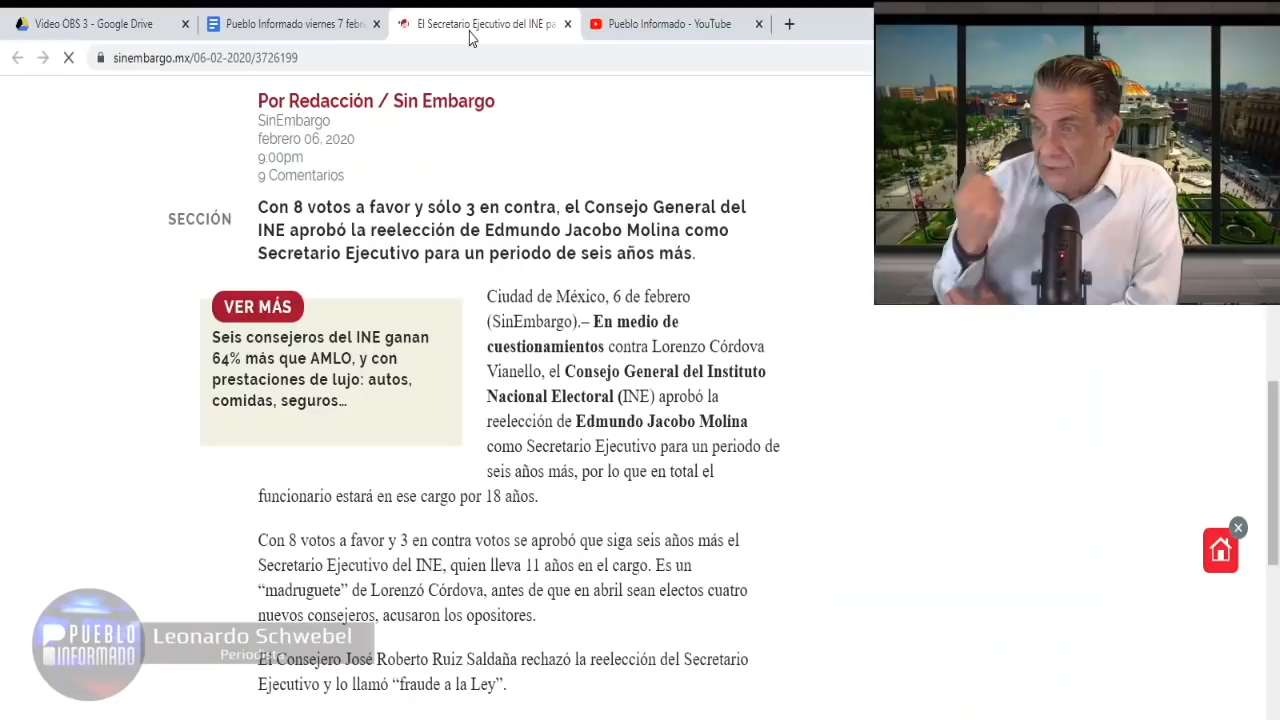 Video OBS 3 - Google Drive
Pueblo Informado viernes 7 febr
El Secretario Ejecutivo del INE pa
Pueblo Informado - YouTube
sinembargo.mx/06-02-2020/3726199
Por Redacción / Sin Embargo
SinEmbargo
febrero 06, 2020
9:00pm
9 Comentarios
SECCIÓN
Con 8 votos a favor y sólo 3 en contra, el Consejo General del
INE aprobó la reelección de Edmundo Jacobo Molina como
Secretario Ejecutivo para un periodo de seis años más.
VER MÁS
Seis consejeros del INE ganan
64% más que AMLO, y con
prestaciones de lujo: autos,
comidas, seguros…
Ciudad de México, 6 de febrero
(SinEmbargo).– En medio de
cuestionamientos contra Lorenzo Córdova
Vianello, el Consejo General del Instituto
Nacional Electoral (INE) aprobó la
reelección de Edmundo Jacobo Molina
como Secretario Ejecutivo para un periodo de
seis años más, por lo que en total el
funcionario estará en ese cargo por 18 años.
Con 8 votos a favor y 3 en contra votos se aprobó que siga seis años más el
Secretario Ejecutivo del INE, quien lleva 11 años en el cargo. Es un
“madruguete” de Lorenzó Córdova, antes de que en abril sean electos cuatro
nuevos consejeros, acusaron los opositores.
El Consejero José Roberto Ruiz Saldaña rechazó la reelección del Secretario
Ejecutivo y lo llamó “fraude a la Ley”.
PUEBLO
INFORMADO
Leonardo Schwebel
Periodista